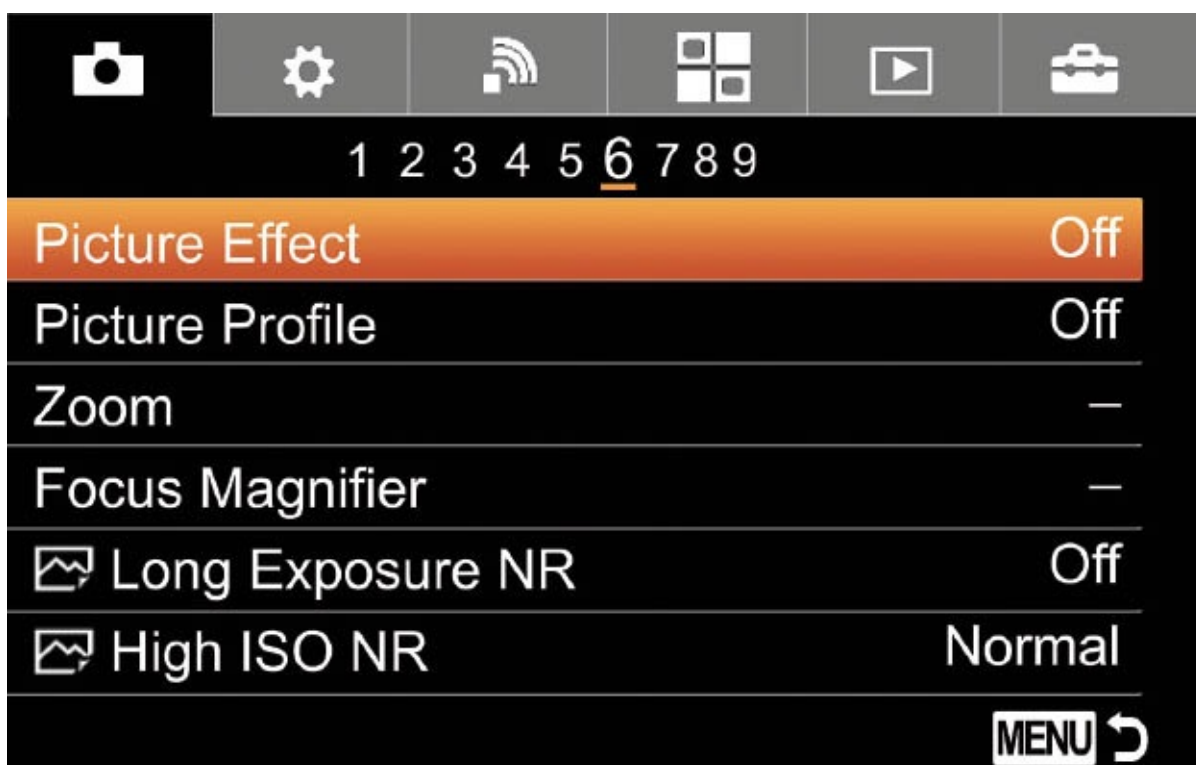 1 2 3 4 5 6 7 8 9
Picture Effect Off
Picture Profile Off
Zoom –
Focus Magnifier –
Long Exposure NR Off
High ISO NR Normal
MENU